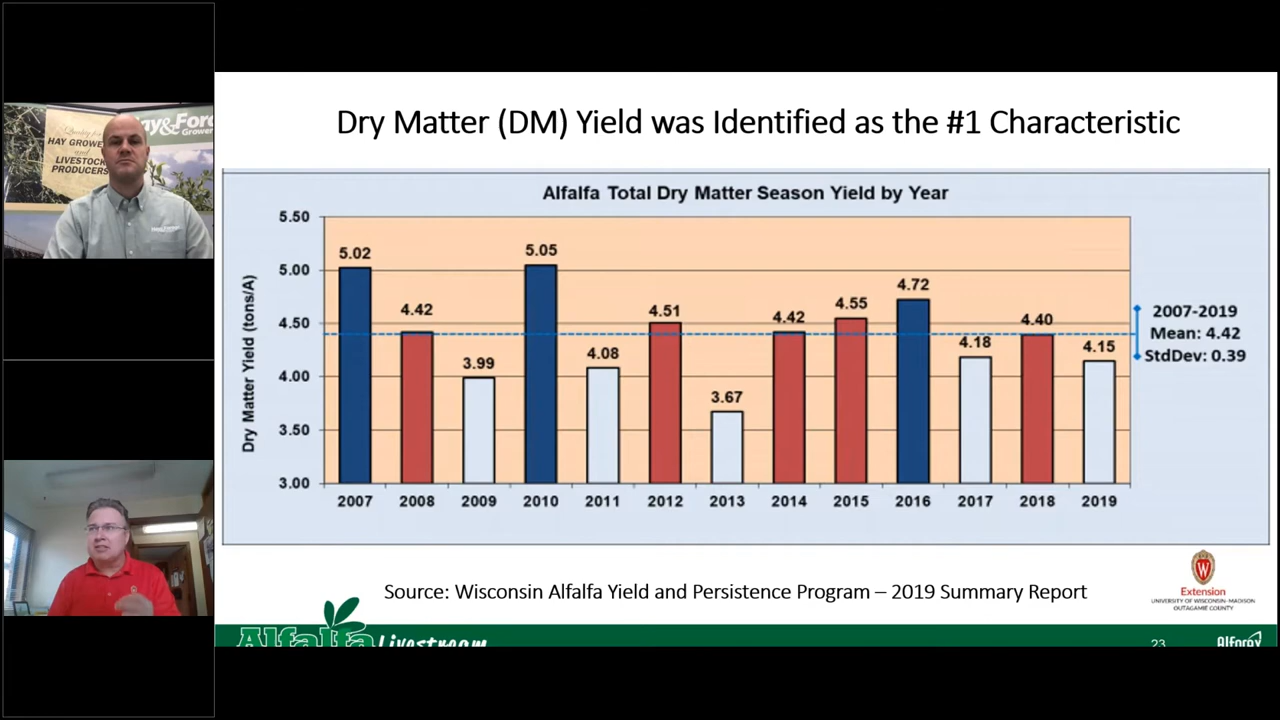 Dry Matter (DM) Yield was Identified as the #1 Characteristic
Alfalfa Total Dry Matter Season Yield by Year
Dry Matter Yield (tons/A)
5.50
5.00
4.50
4.00
3.50
3.00
5.02
4.42
3.99
5.05
4.08
4.51
3.67
4.42
4.55
4.72
4.18
4.40
4.15
2007
2008
2009
2010
2011
2012
2013
2014
2015
2016
2017
2018
2019
2007-2019
Mean: 4.42
StdDev: 0.39
Source: Wisconsin Alfalfa Yield and Persistence Program – 2019 Summary Report
W
Extension
UNIVERSITY OF WISCONSIN-MADISON
OUTAGAMIE COUNTY
Alfalfa Livestream
23
Alforex
HAY GROWE
and
LIVESTOCK
PRODUCERS
ay&For
Grower